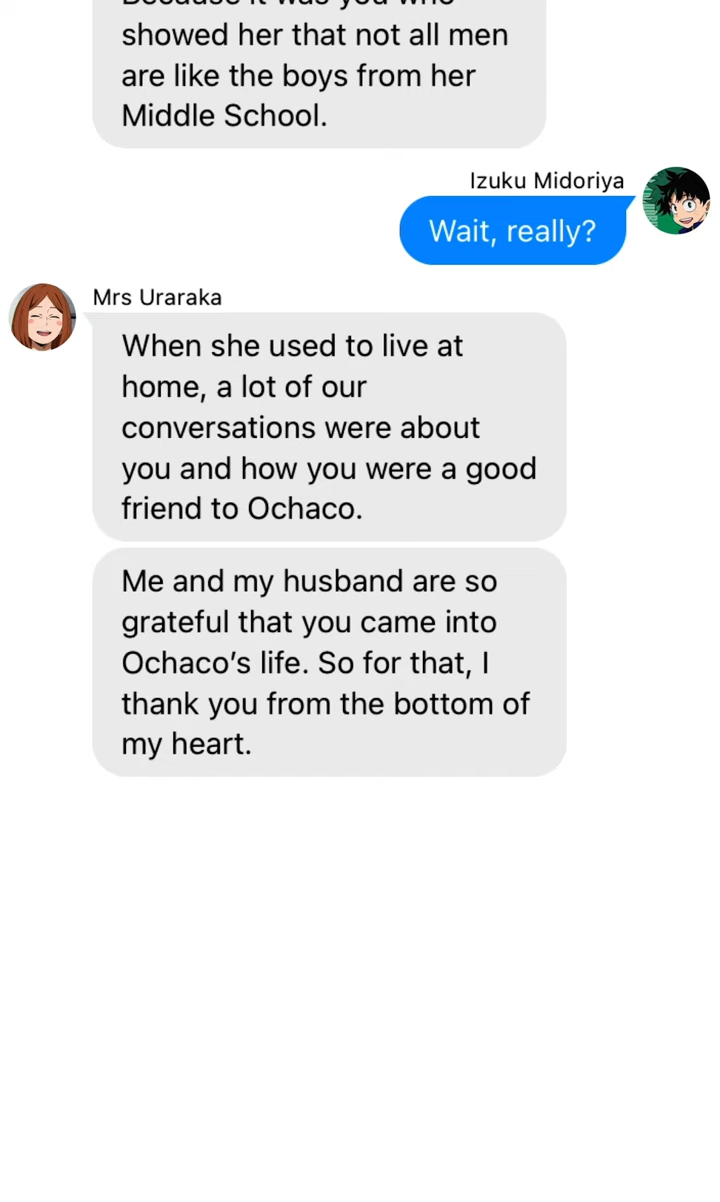 showed her that not all men
are like the boys from her
Middle School.
Izuku Midoriya
Wait, really?
Mrs Uraraka
When she used to live at
home, a lot of our
conversations were about
you and how you were a good
friend to Ochaco.
Me and my husband are so
grateful that you came into
Ochaco’s life. So for that, I
thank you from the bottom of
my heart.